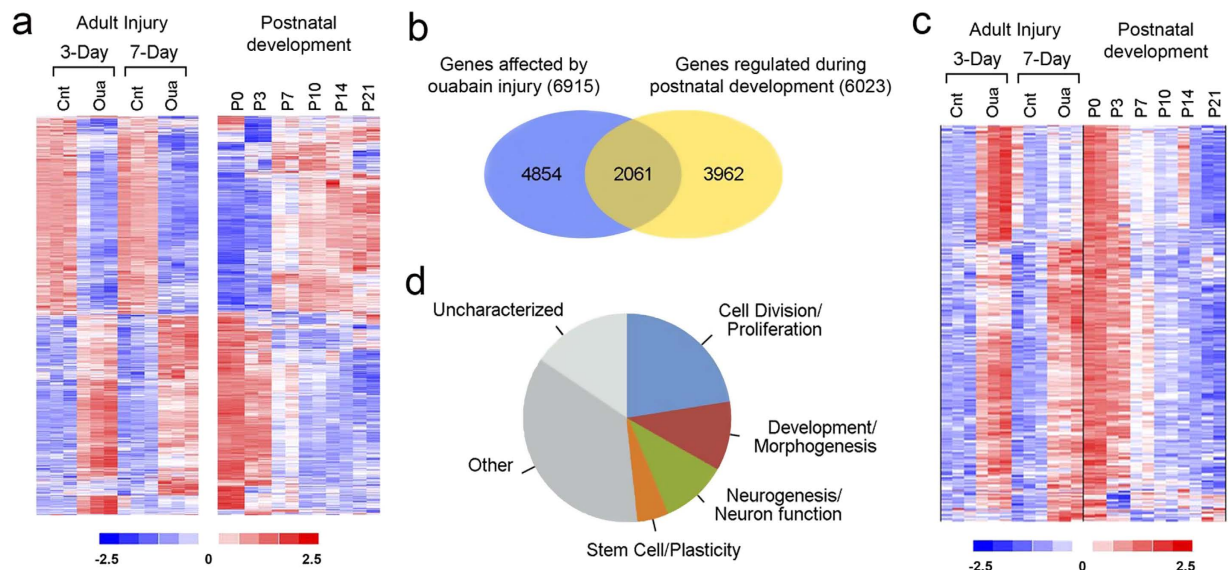 a
Adult Injury
3-Day
7-Day
Cnt
Oua
Cnt
Oua
Postnatal
development
P0
P3
P7
P10
P14
P21
-2.5
0
2.5
b
Genes affected by
ouabain injury (6915)
Genes regulated during
postnatal development (6023)
4854
2061
3962
c
Adult Injury
3-Day
7-Day
Cnt
Oua
Cnt
Oua
Postnatal
development
P0
P3
P7
P10
P14
P21
-2.5
0
2.5
d
Uncharacterized
Cell Division/
Proliferation
Development/
Morphogenesis
Neurogenesis/
Neuron function
Stem Cell/Plasticity
Other